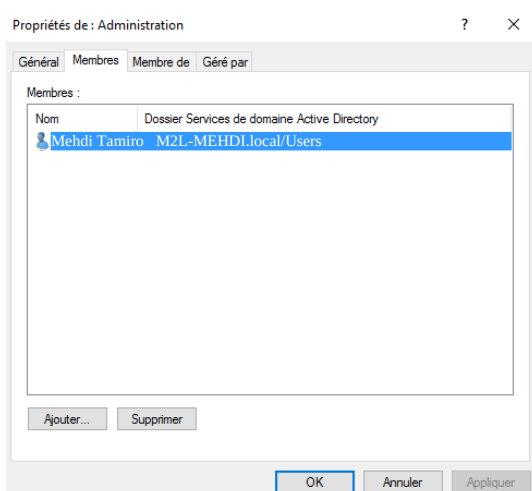 Propriétés de : Administration ? ×
Général Membres Membre de Géré par
Membres :
Nom Dossier Services de domaine Active Directory
Mehdi Tamiro M2L-MEHDI.local/Users
Ajouter... Supprimer
OK Annuler Appliquer